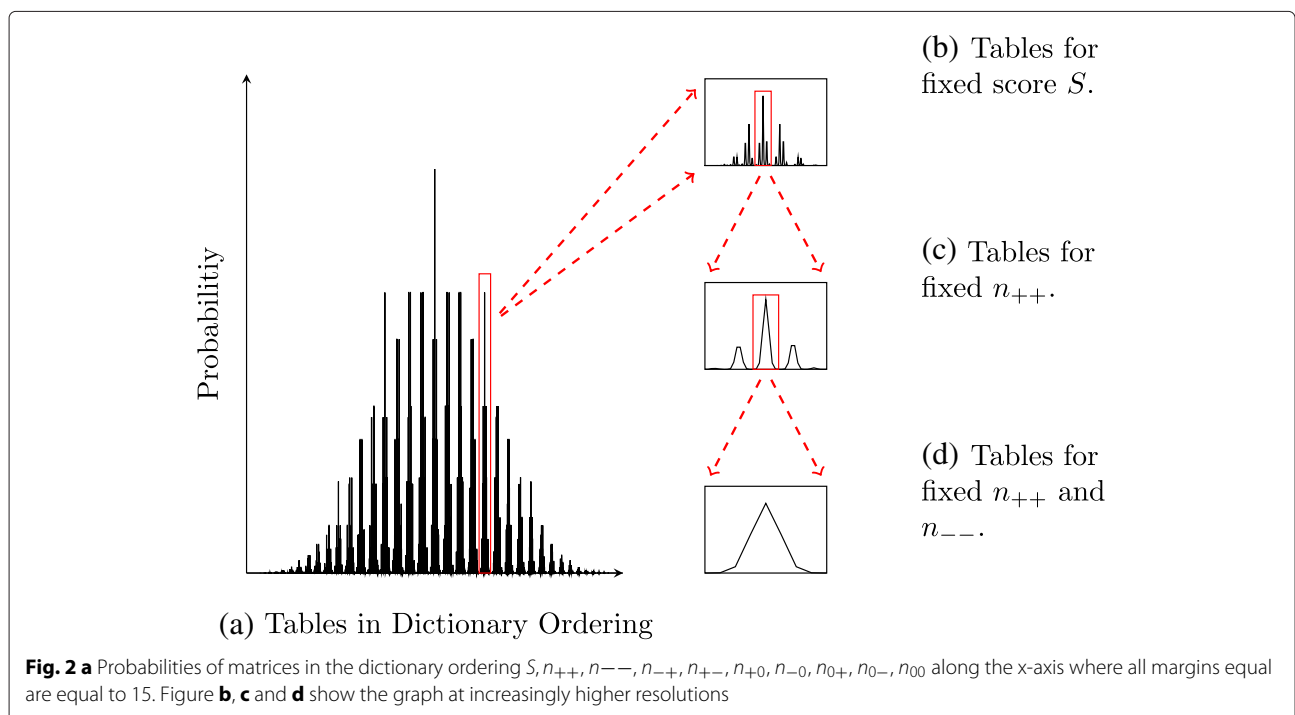 Probabilitiy
(a) Tables in Dictionary Ordering
(b) Tables for
fixed score S.
(c) Tables for
fixed n₊₊.
(d) Tables for
fixed n₊₊ and
n₋₋.
Fig. 2 a Probabilities of matrices in the dictionary ordering S, n₊₊, n−−, n₋₊, n₊₋, n₊₀, n₋₀, n₀₊, n₀₋, n₀₀ along the x-axis where all margins equal
are equal to 15. Figure b, c and d show the graph at increasingly higher resolutions